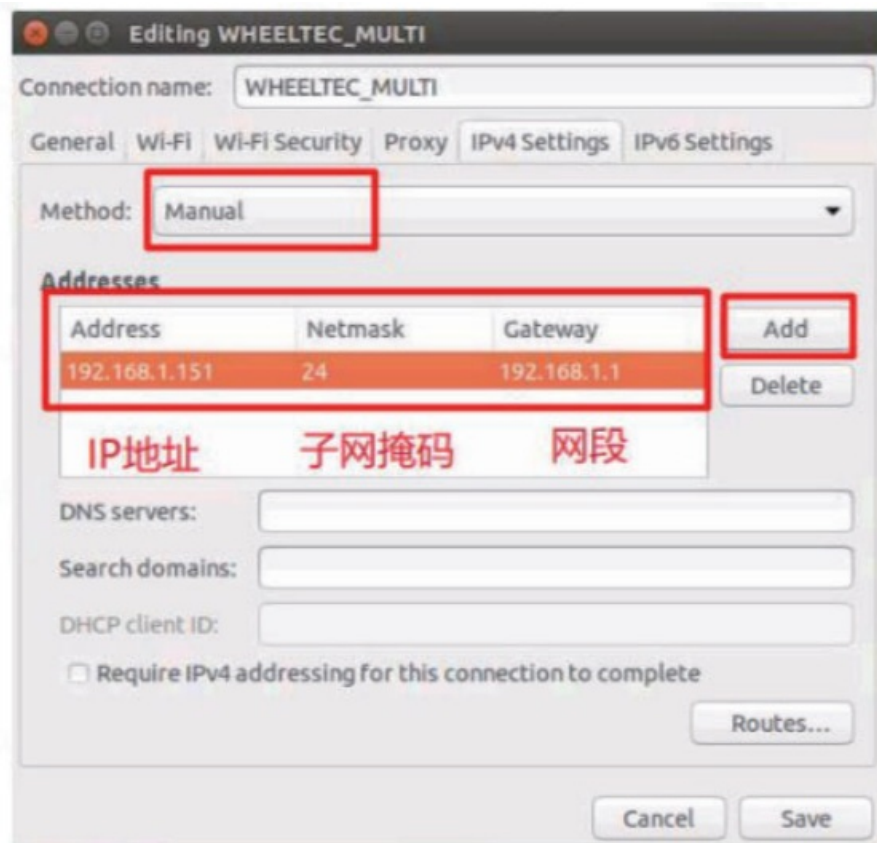 Editing WHEELTEC_MULTI
Connection name: WHEELTEC_MULTI
General Wi-Fi Wi-Fi Security Proxy IPv4 Settings IPv6 Settings
Method: Manual
Addresses
Address Netmask Gateway Add
192.168.1.151 24 192.168.1.1
Delete
IP地址 子网掩码 网段
DNS servers:
Search domains:
DHCP client ID:
Require IPv4 addressing for this connection to complete
Routes...
Cancel Save